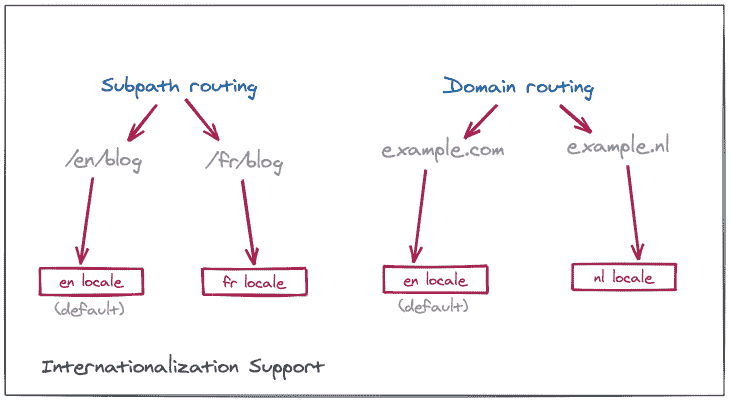 Subpath routing
Domain routing
/en/blog
/fr/blog
example.com
example.nl
en locale
(default)
fr locale
en locale
(default)
nl locale
Internationalization Support